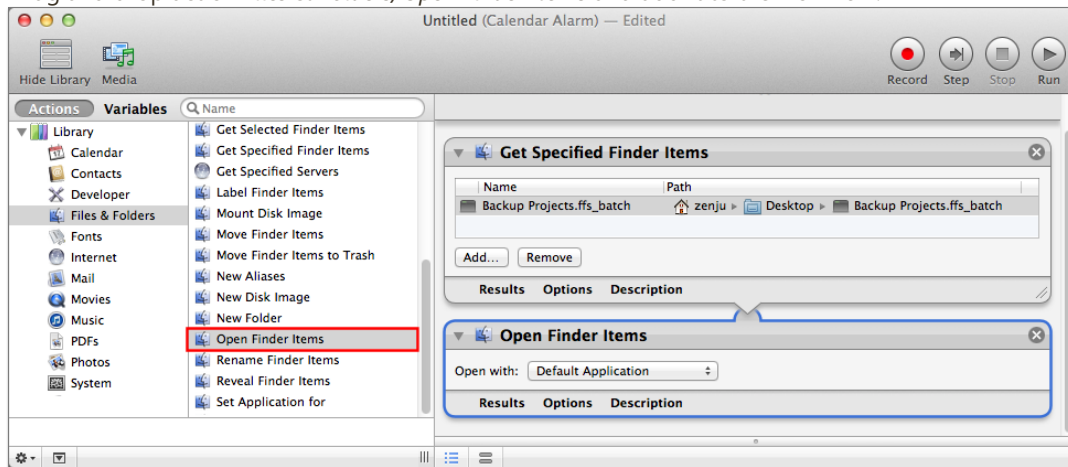 Untitled (Calendar Alarm) — Edited
Hide Library Media
Record Step Stop Run
Actions Variables Name
Library
Calendar
Contacts
Developer
Files & Folders
Fonts
Internet
Mail
Movies
Music
PDFs
Photos
System
Get Selected Finder Items
Get Specified Finder Items
Get Specified Servers
Label Finder Items
Mount Disk Image
Move Finder Items
Move Finder Items to Trash
New Aliases
New Disk Image
New Folder
Open Finder Items
Rename Finder Items
Reveal Finder Items
Set Application for
Get Specified Finder Items
Name Path
Backup Projects.ffs_batch zenju Desktop Backup Projects.ffs_batch
Add... Remove
Results Options Description
Open Finder Items
Open with: Default Application
Results Options Description